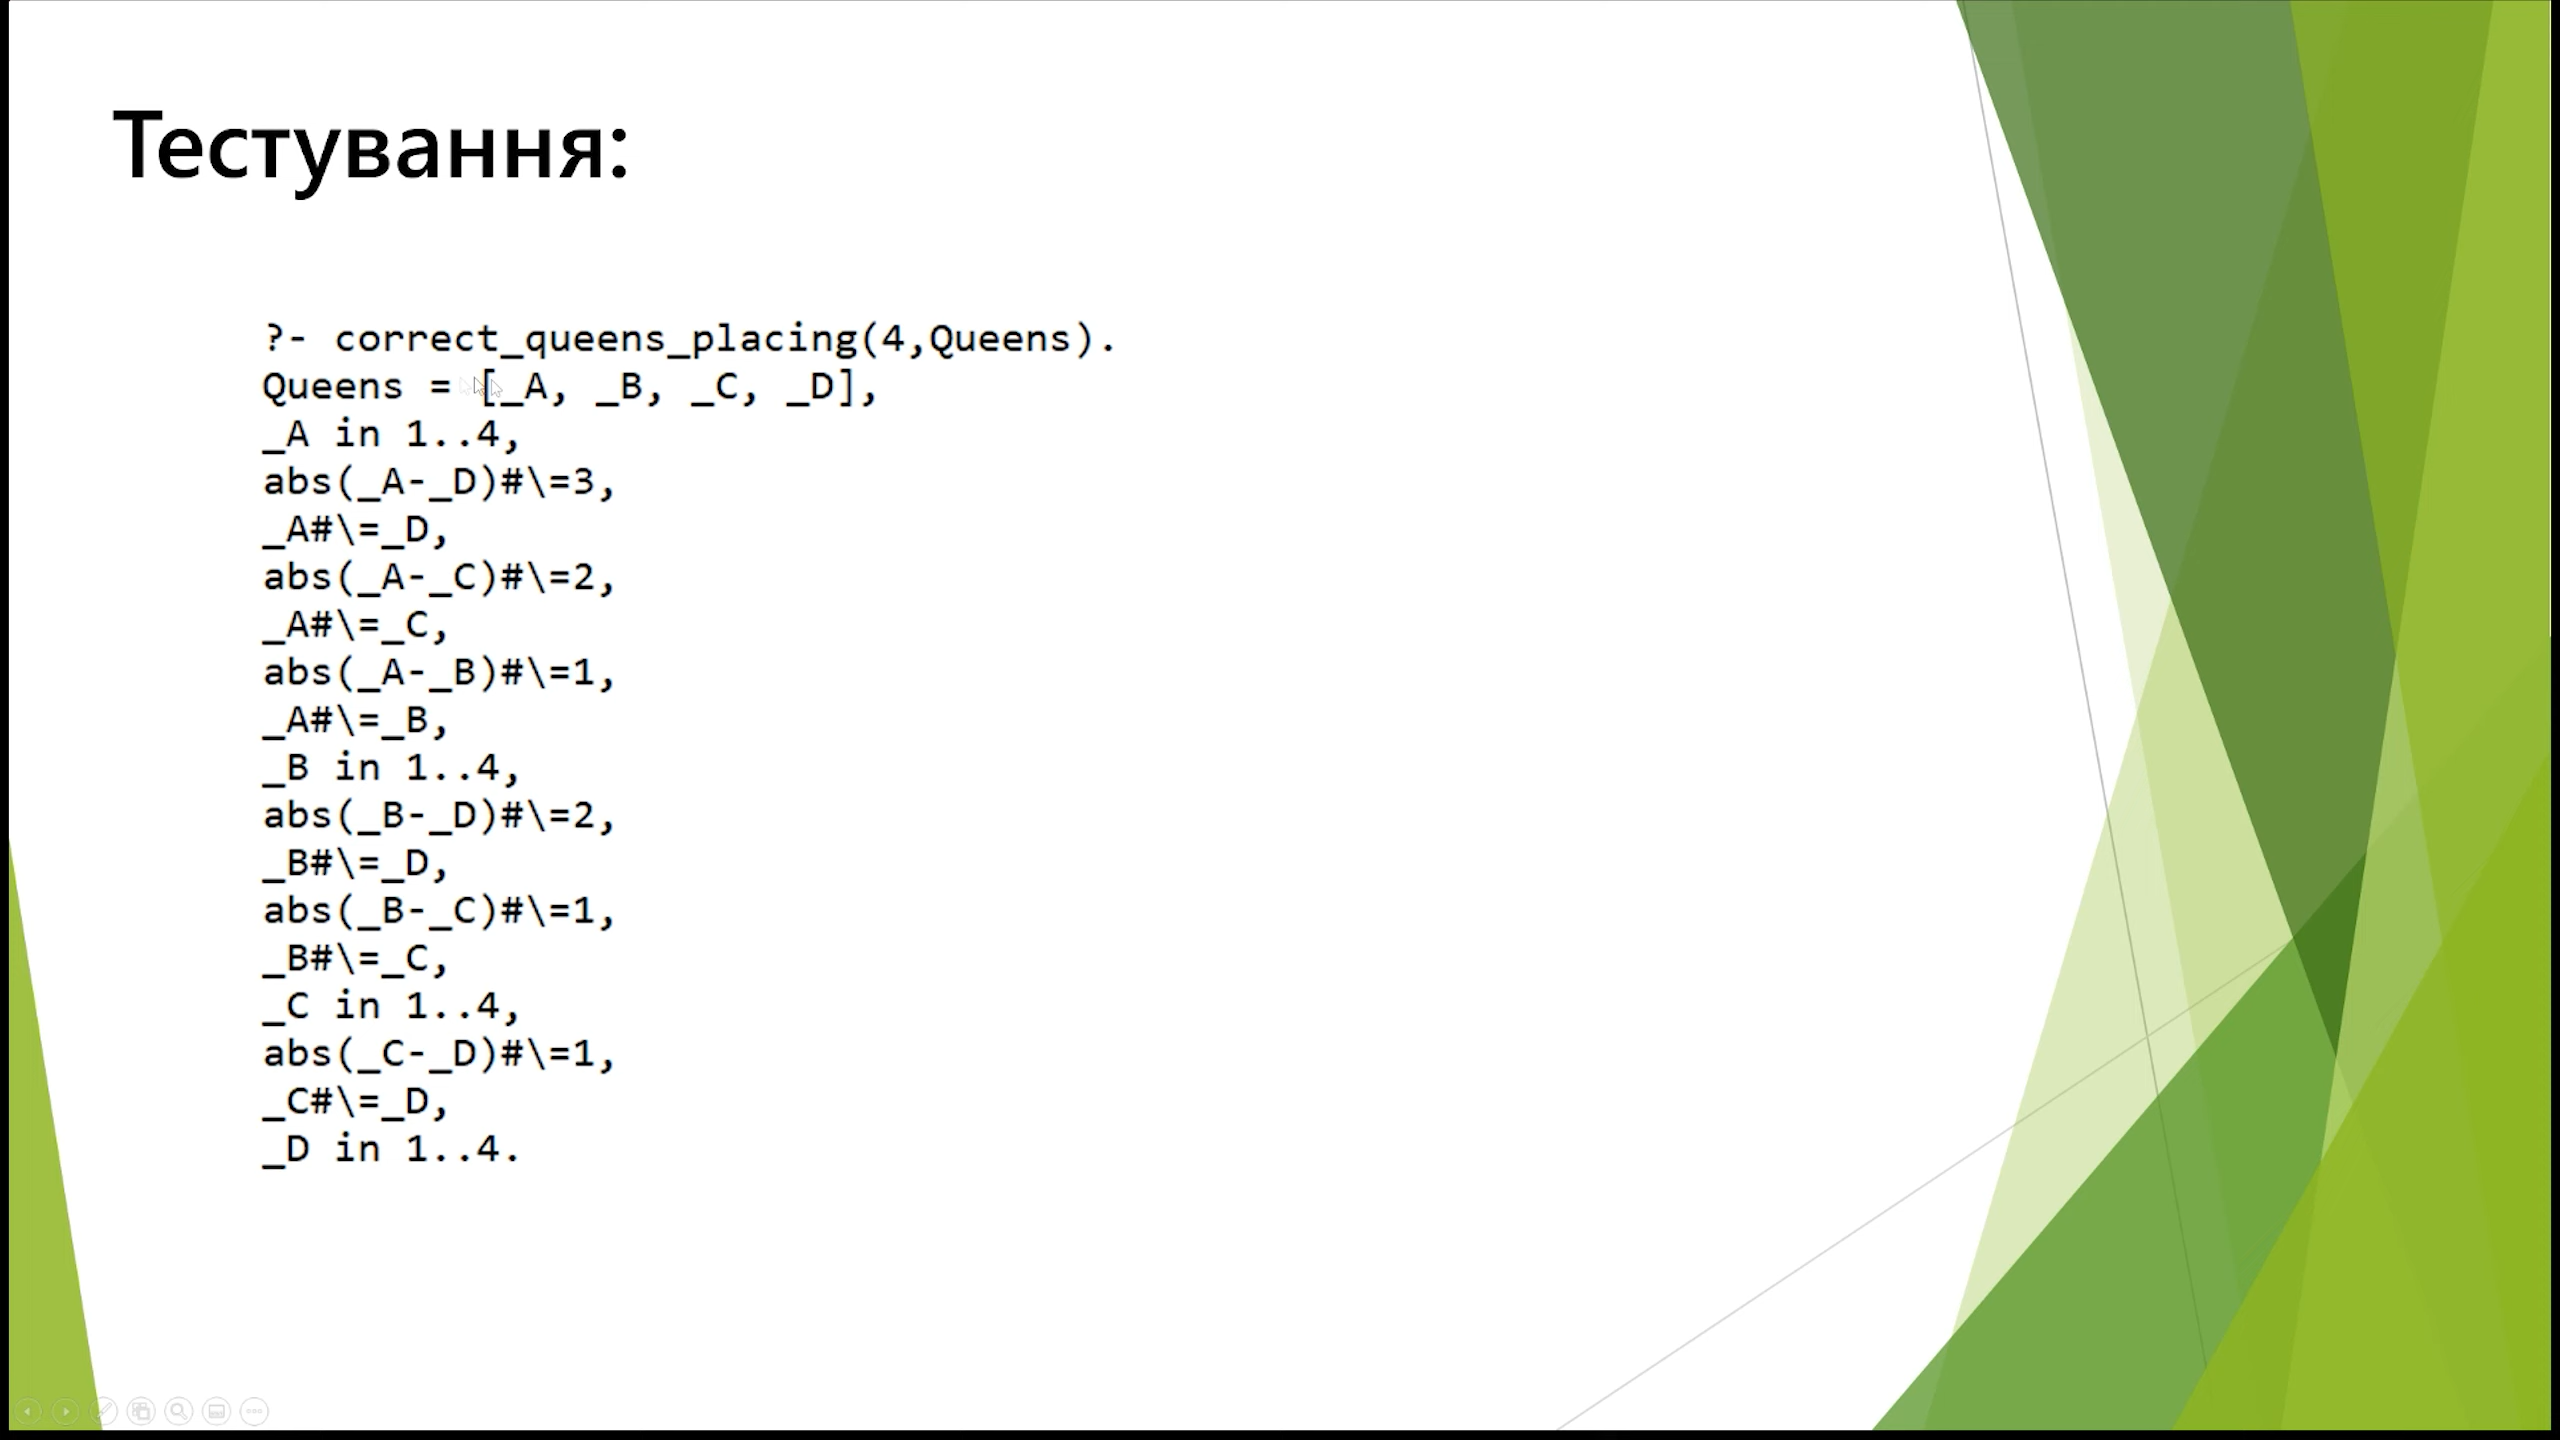 Тестування:
?- correct_queens_placing(4,Queens).
Queens = [_A, _B, _C, _D],
_A in 1..4,
abs(_A-_D)#\=3,
_A#\=_D,
abs(_A-_C)#\=2,
_A#\=_C,
abs(_A-_B)#\=1,
_A#\=_B,
_B in 1..4,
abs(_B-_D)#\=2,
_B#\=_D,
abs(_B-_C)#\=1,
_B#\=_C,
_C in 1..4,
abs(_C-_D)#\=1,
_C#\=_D,
_D in 1..4.